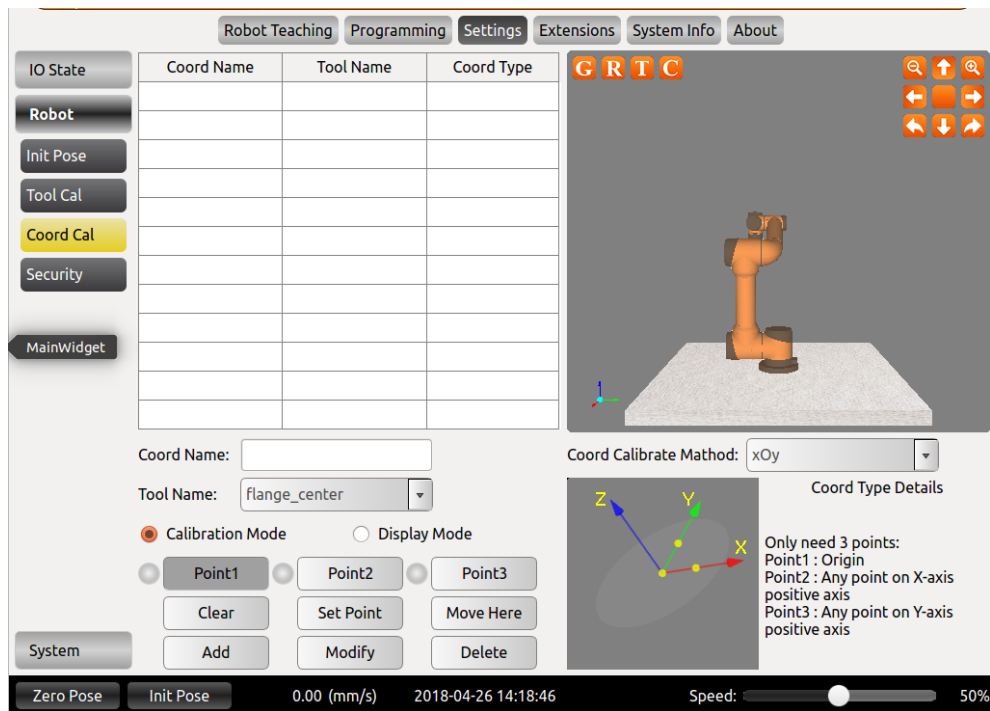 Robot Teaching Programming Settings Extensions System Info About
IO State
Robot
Init Pose
Tool Cal
Coord Cal
Security
MainWidget
System
Coord Name Tool Name Coord Type
G R T C
Coord Name:
Tool Name: flange_center
Calibration Mode Display Mode
Point1 Point2 Point3
Clear Set Point Move Here
Add Modify Delete
Coord Calibrate Mathod: xOy
Z Y X
Coord Type Details
Only need 3 points:
Point1 : Origin
Point2 : Any point on X-axis
positive axis
Point3 : Any point on Y-axis
positive axis
Zero Pose Init Pose 0.00 (mm/s) 2018-04-26 14:18:46 Speed: 50%